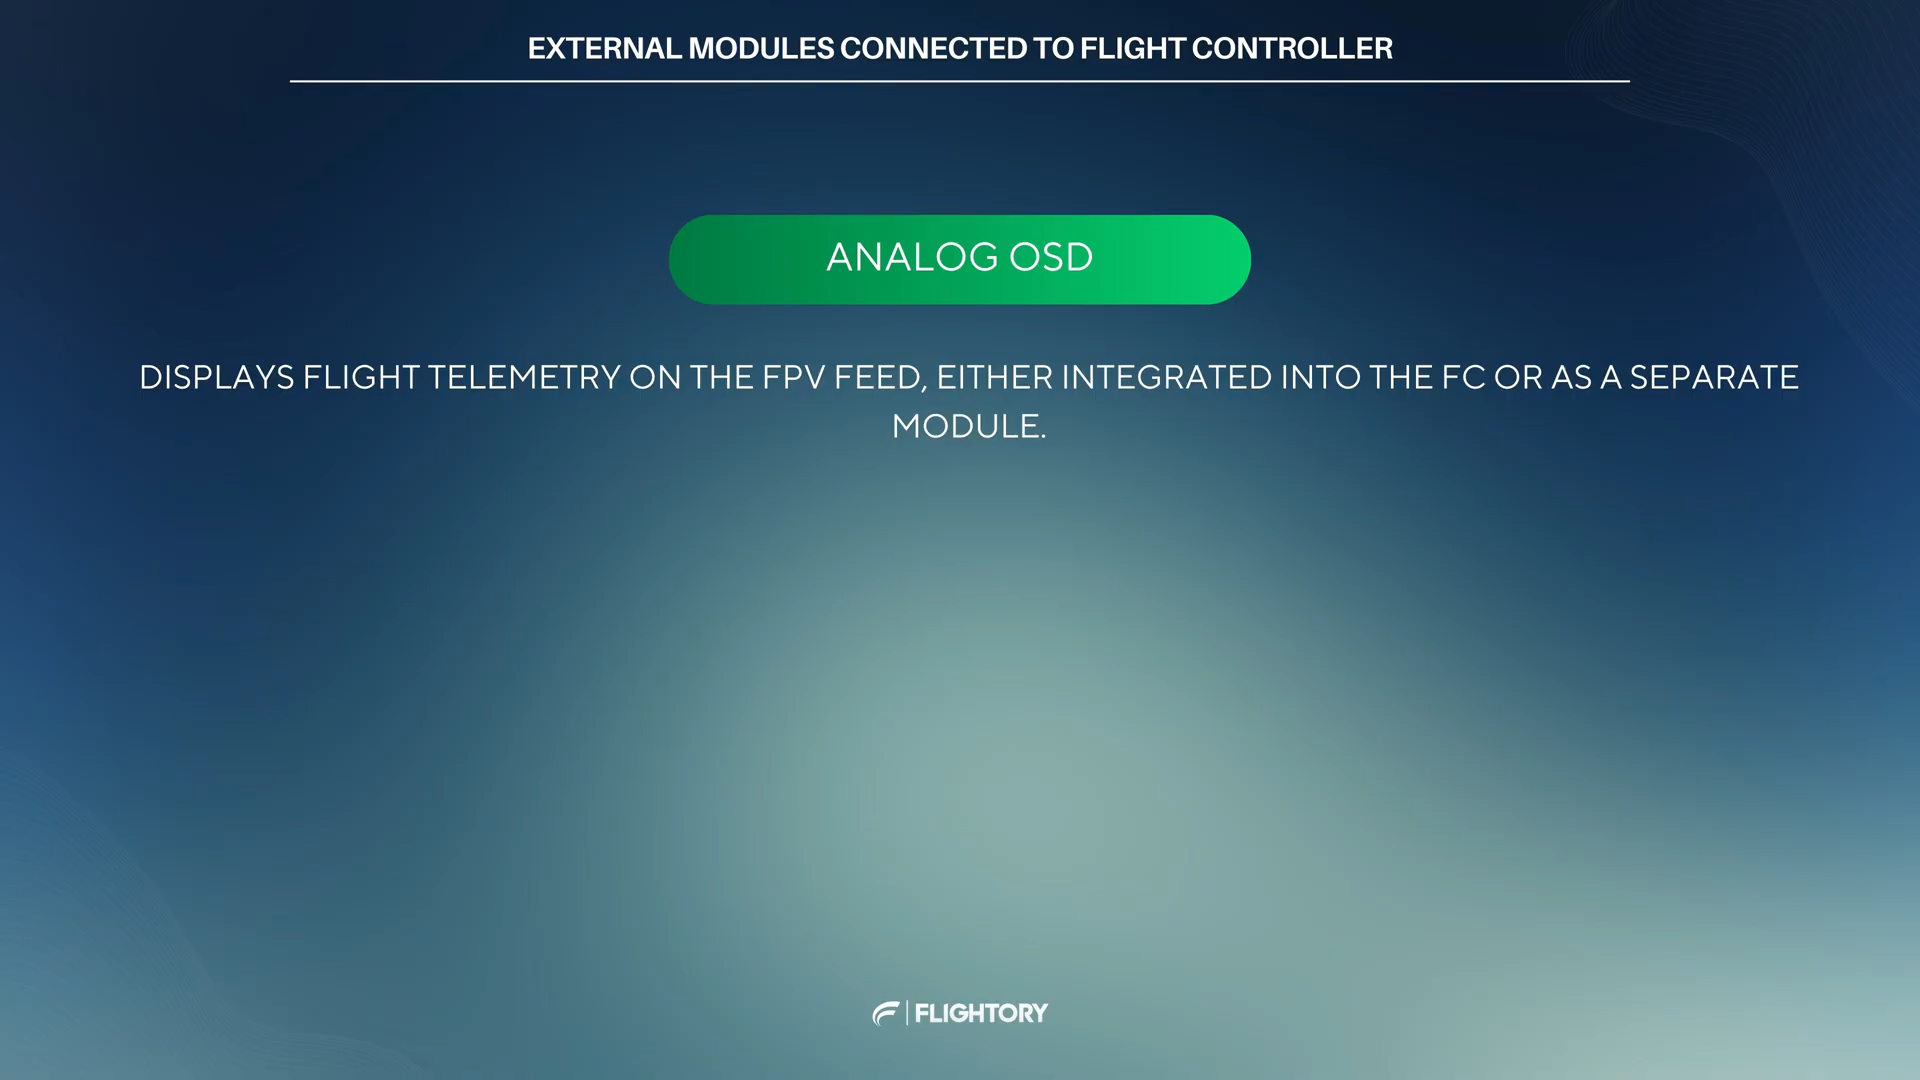 EXTERNAL MODULES CONNECTED TO FLIGHT CONTROLLER
ANALOG OSD
DISPLAYS FLIGHT TELEMETRY ON THE FPV FEED, EITHER INTEGRATED INTO THE FC OR AS A SEPARATE
MODULE.
FLIGHTORY